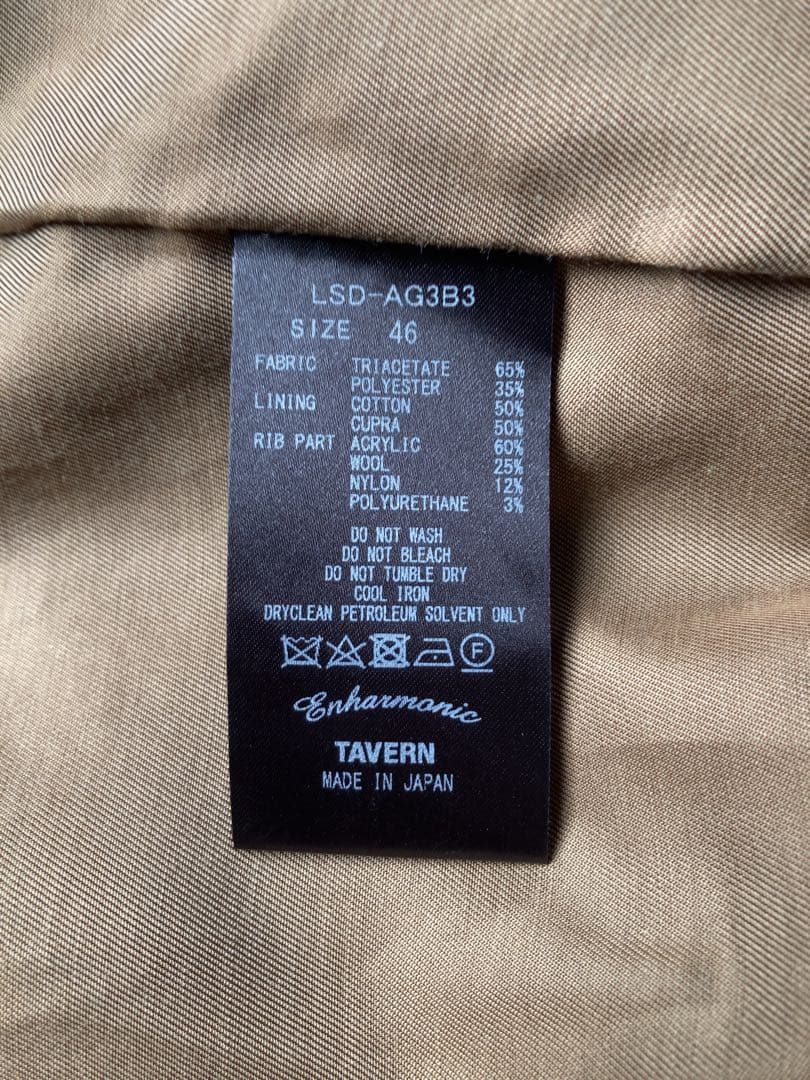 LSD-AG3B3
SIZE 46
FABRIC TRIACETATE 65%
POLYESTER 35%
LINING COTTON 50%
CUPRA 50%
RIB PART ACRYLIC 60%
WOOL 25%
NYLON 12%
POLYURETHANE 3%
DO NOT WASH
DO NOT BLEACH
DO NOT TUMBLE DRY
COOL IRON
DRYCLEAN PETROLEUM SOLVENT ONLY
F
Enharmonic
TAVERN
MADE IN JAPAN